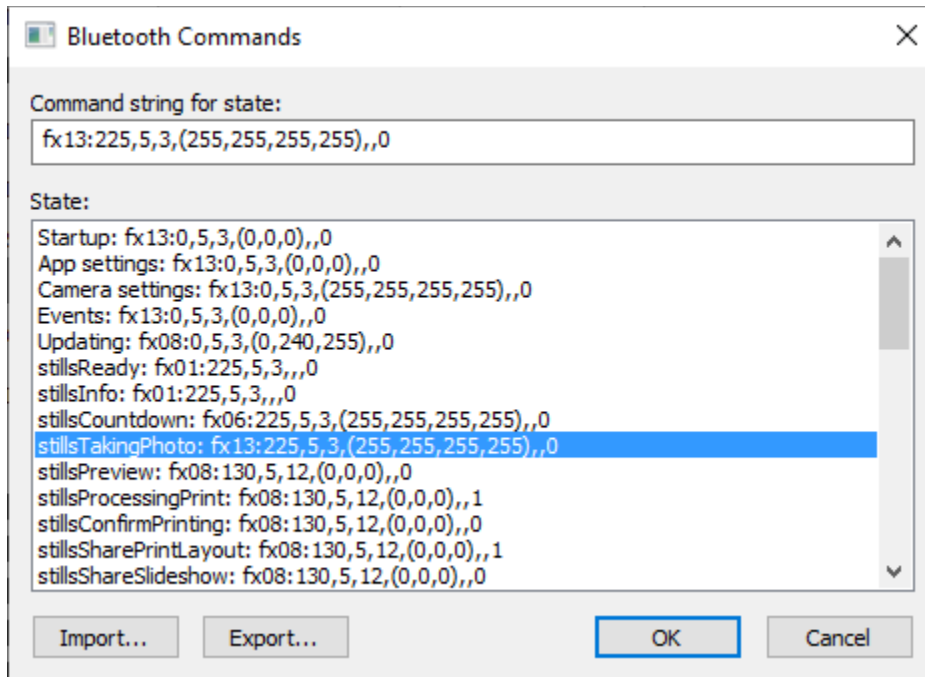 Bluetooth Commands
Command string for state:
fx13:225,5,3,(255,255,255,255),,0
State:
Startup: fx13:0,5,3,(0,0,0),,0
App settings: fx13:0,5,3,(0,0,0),,0
Camera settings: fx13:0,5,3,(255,255,255,255),,0
Events: fx13:0,5,3,(0,0,0),,0
Updating: fx08:0,5,3,(0,240,255),,0
stillsReady: fx01:225,5,3,,,0
stillsInfo: fx01:225,5,3,,,0
stillsCountdown: fx06:225,5,3,(255,255,255,255),,0
stillsTakingPhoto: fx13:225,5,3,(255,255,255,255),,0
stillsPreview: fx08:130,5,12,(0,0,0),,0
stillsProcessingPrint: fx08:130,5,12,(0,0,0),,1
stillsConfirmPrinting: fx08:130,5,12,(0,0,0),,0
stillsSharePrintLayout: fx08:130,5,12,(0,0,0),,1
stillsShareSlideshow: fx08:130,5,12,(0,0,0),,0
Import... Export... OK Cancel